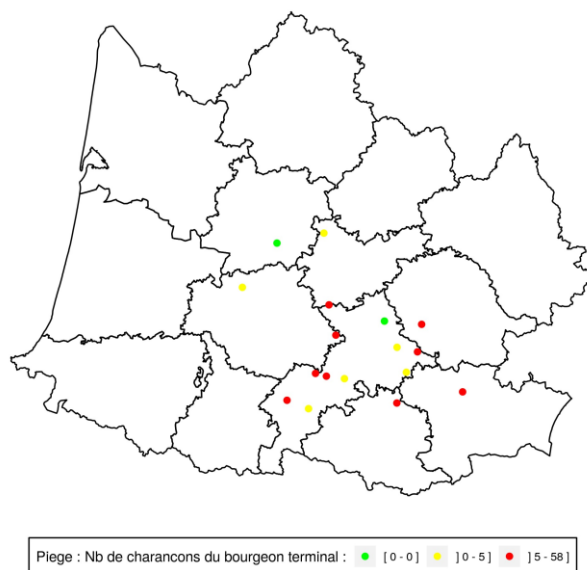 Piege : Nb de charancons du bourgeon terminal : [ 0 - 0 ] ] 0 - 5 ] ] 5 - 58 ]